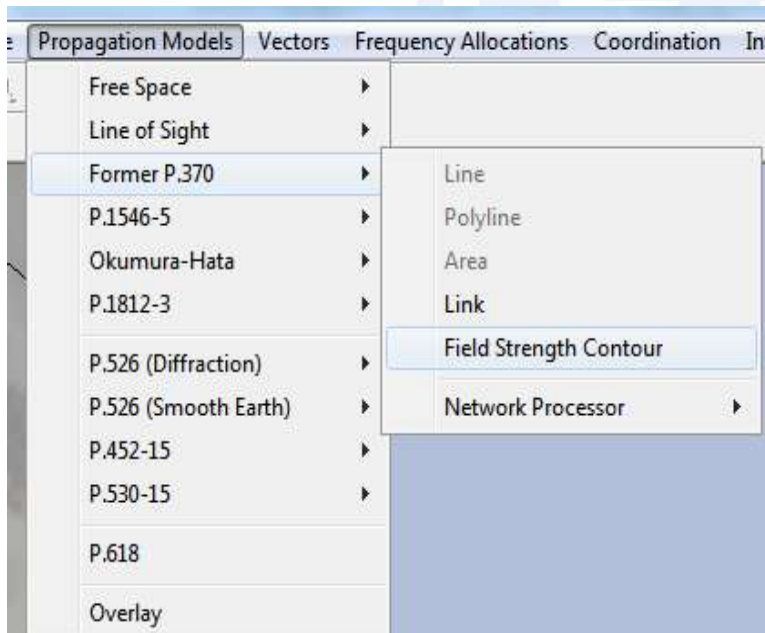 Propagation Models Vectors Frequency Allocations Coordination
Free Space
Line of Sight
Former P.370
P.1546-5
Okumura-Hata
P.1812-3
P.526 (Diffraction)
P.526 (Smooth Earth)
P.452-15
P.530-15
P.618
Overlay
Line
Polyline
Area
Link
Field Strength Contour
Network Processor